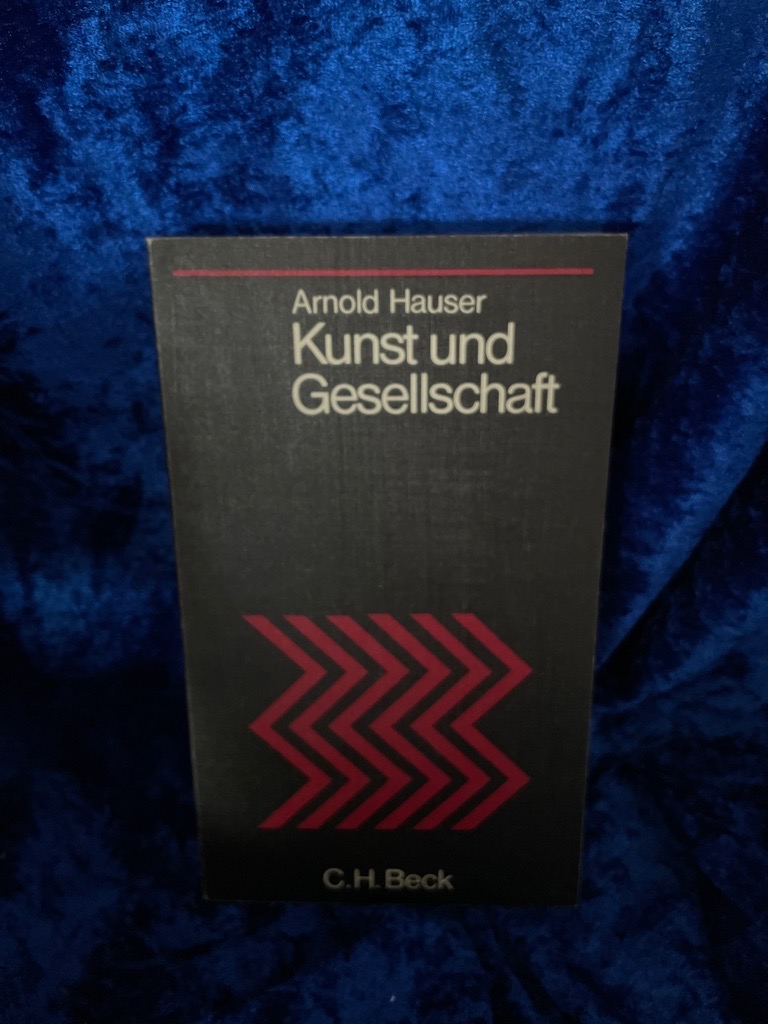 Arnold Hauser
Kunst und
Gesellschaft
C.H.Beck